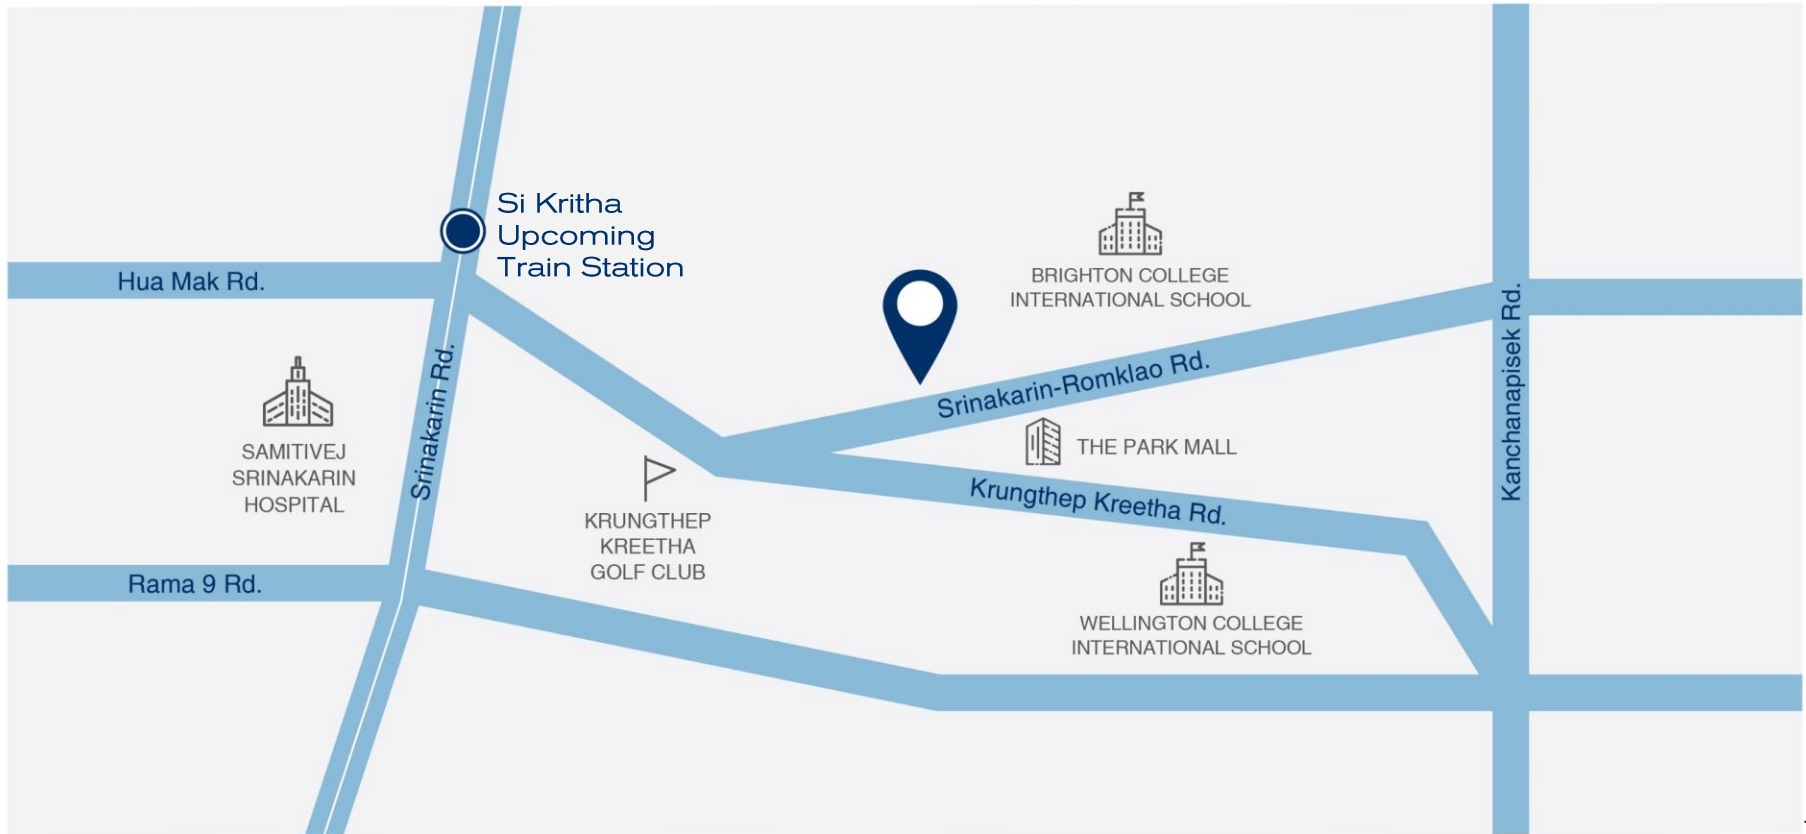 Si Kritha
Upcoming
Train Station
Hua Mak Rd.
BRIGHTON COLLEGE
INTERNATIONAL SCHOOL
Srinakarin Rd.
Srinakarin-Romklao Rd.
Kanchanapisek Rd.
SAMITIVEJ
SRINAKARIN
HOSPITAL
THE PARK MALL
Krungthep Kreetha Rd.
KRUNGTHEP
KREETHA
GOLF CLUB
Rama 9 Rd.
WELLINGTON COLLEGE
INTERNATIONAL SCHOOL